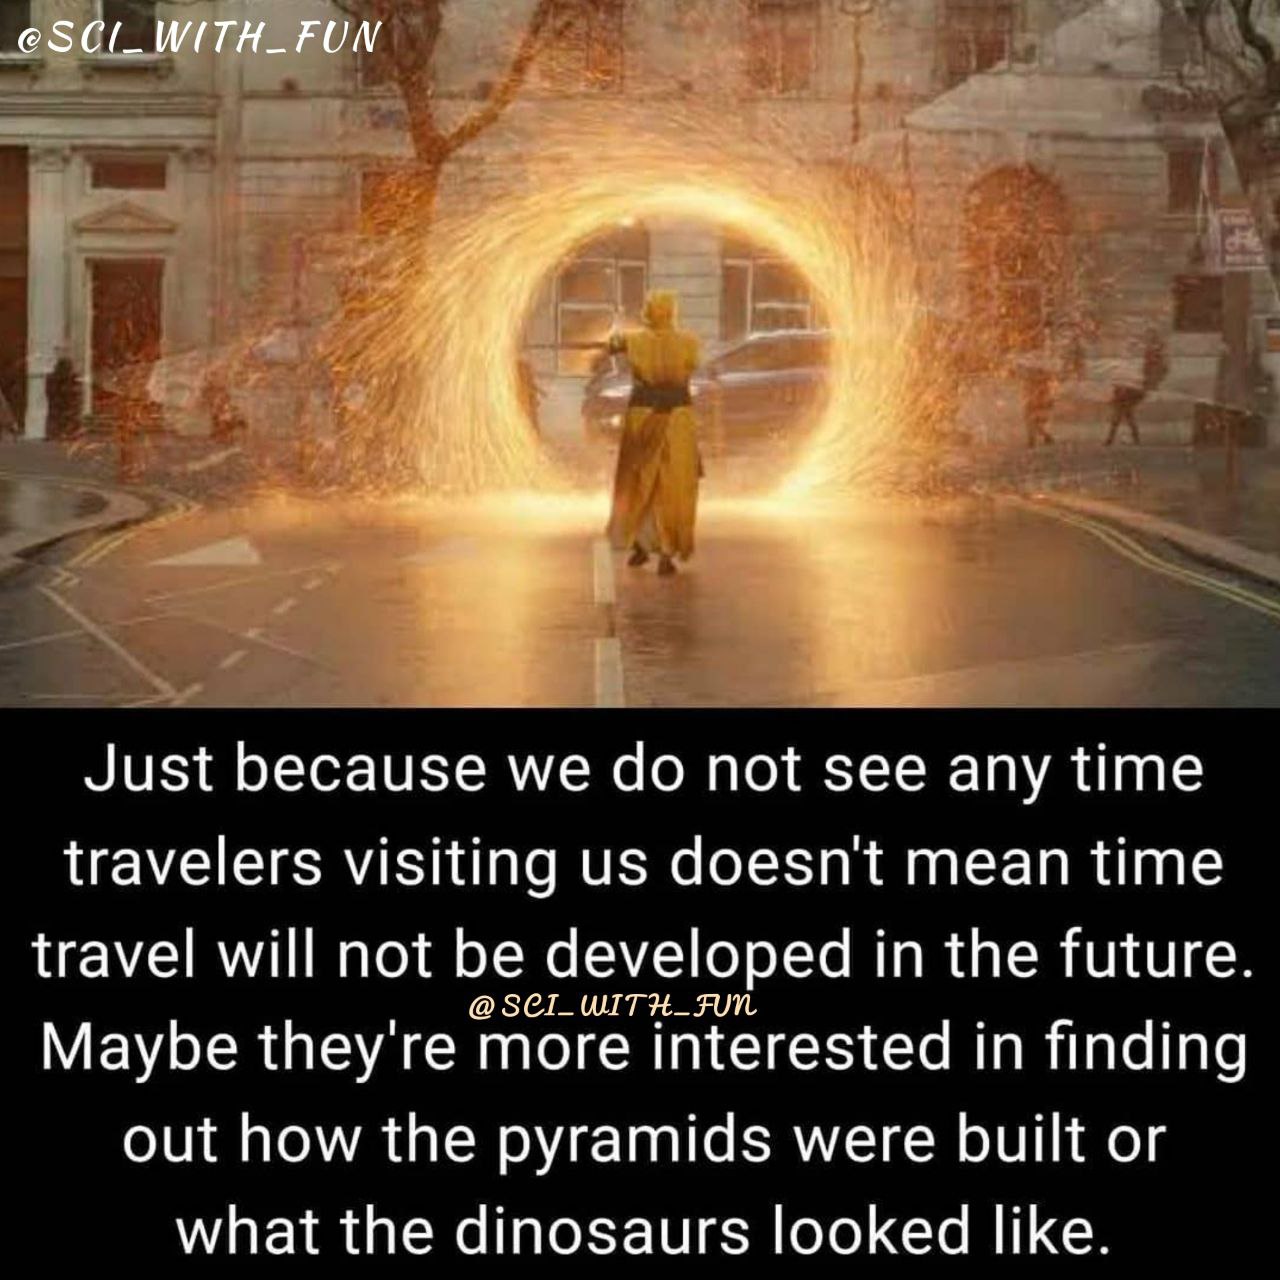 @SCI_WITH_FUN
Just because we do not see any time
travelers visiting us doesn't mean time
travel will not be developed in the future.
@SCI_WITH_FUN
Maybe they're more interested in finding
out how the pyramids were built or
what the dinosaurs looked like.